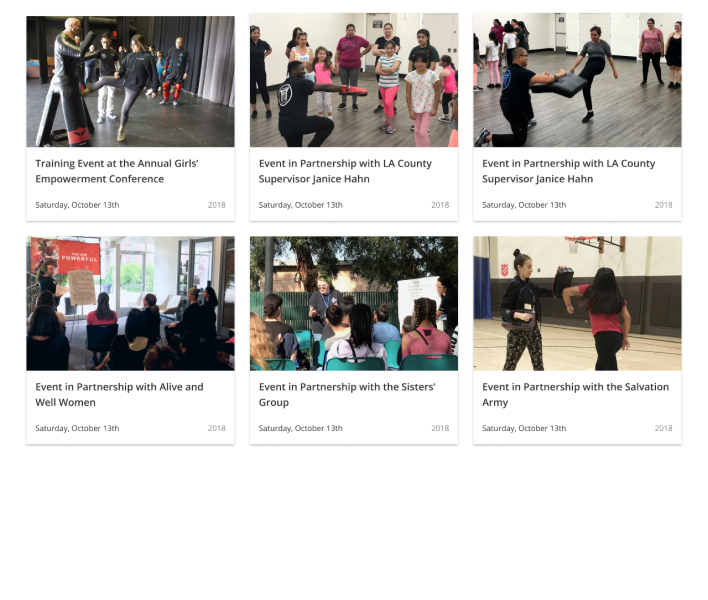 Training Event at the Annual Girls'
Empowerment Conference
Saturday, October 13th 2018
Event in Partnership with LA County
Supervisor Janice Hahn
Saturday, October 13th 2018
Event in Partnership with LA County
Supervisor Janice Hahn
Saturday, October 13th 2018
POWERFUL
Event in Partnership with Alive and
Well Women
Saturday, October 13th 2018
Event in Partnership with the Sisters'
Group
Saturday, October 13th 2018
Event in Partnership with the Salvation
Army
Saturday, October 13th 2018